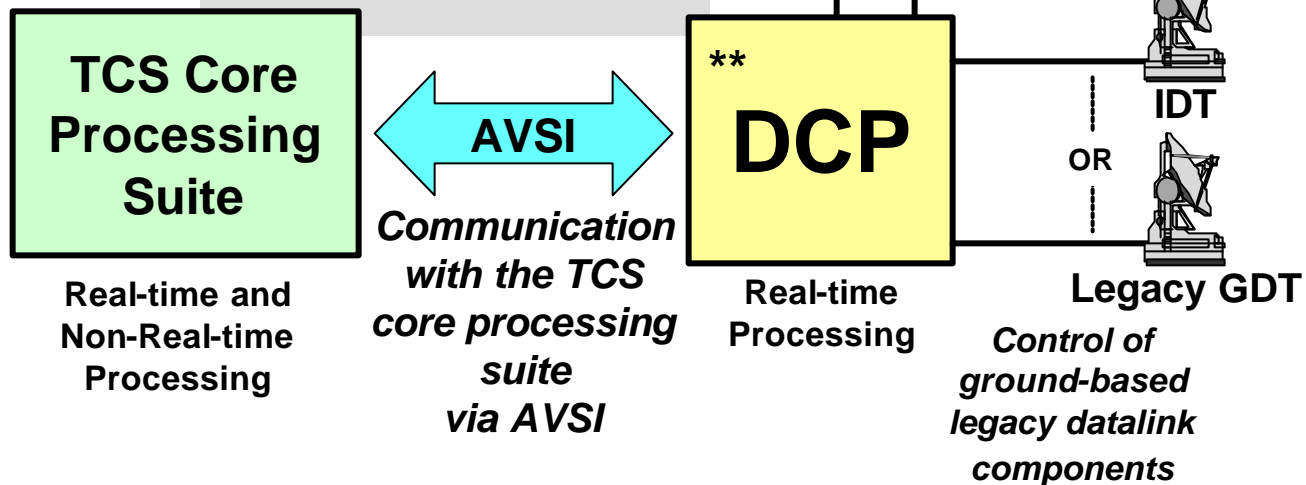 TCS Core
Processing
Suite
Real-time and
Non-Real-time
Processing
AVSI
Communication
with the TCS
core processing
suite
via AVSI
**
DCP
Real-time
Processing
IDT
OR
Legacy GDT
Control of
ground-based
legacy datalink
components